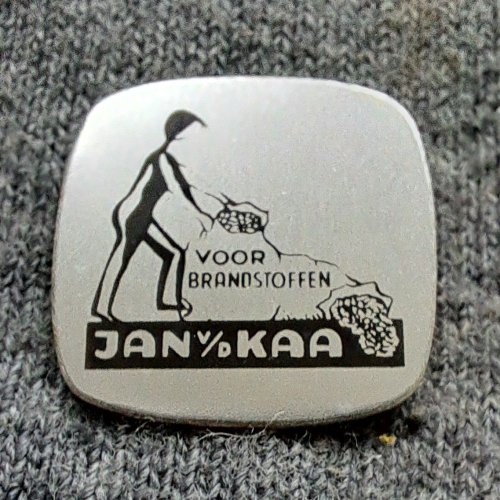 VOOR
BRANDSTOFFEN
JAN V/D KAA